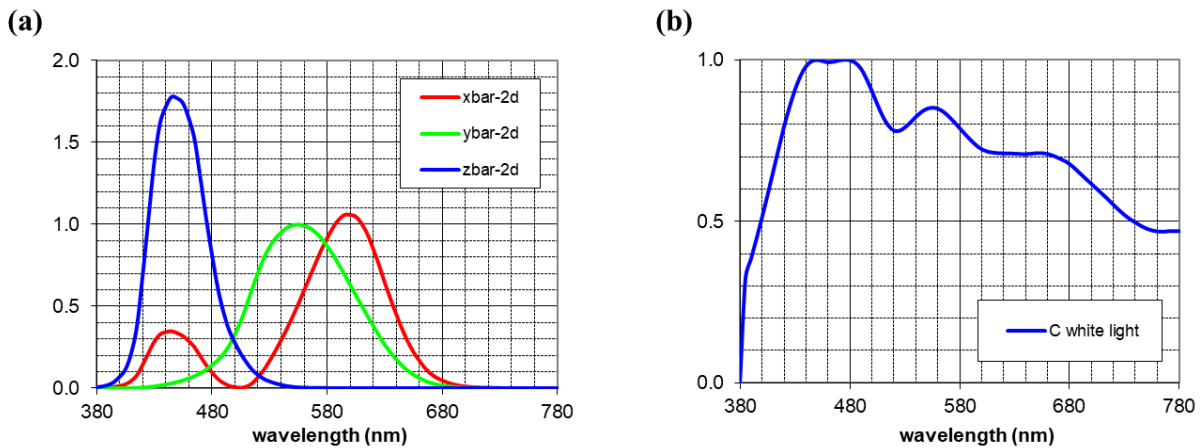 (a)
2.0
1.5
1.0
0.5
0.0
380 480 580 680 780
wavelength (nm)
xbar-2d
ybar-2d
zbar-2d
(b)
1.0
0.5
0.0
380 480 580 680 780
wavelength (nm)
C white light